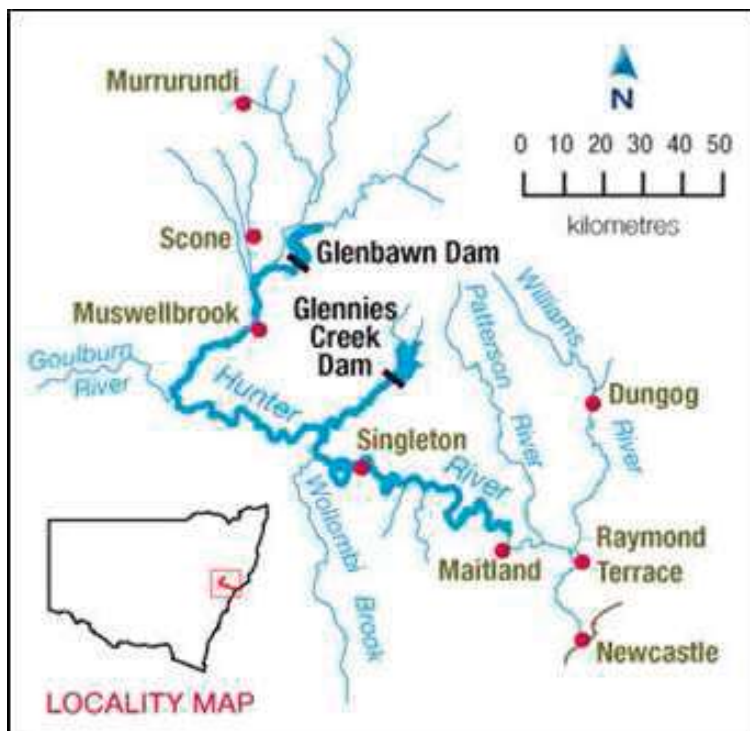 Murrurundi
N
0 10 20 30 40 50
kilometres
Scone
Glenbawn Dam
Muswellbrook
Glennies
Creek
Dam
Goulburn
River
Hunter
River
Patterson
River
Williams
River
Dungog
Singleton
Wollombi
Brook
Maitland
Raymond
Terrace
Newcastle
LOCALITY MAP